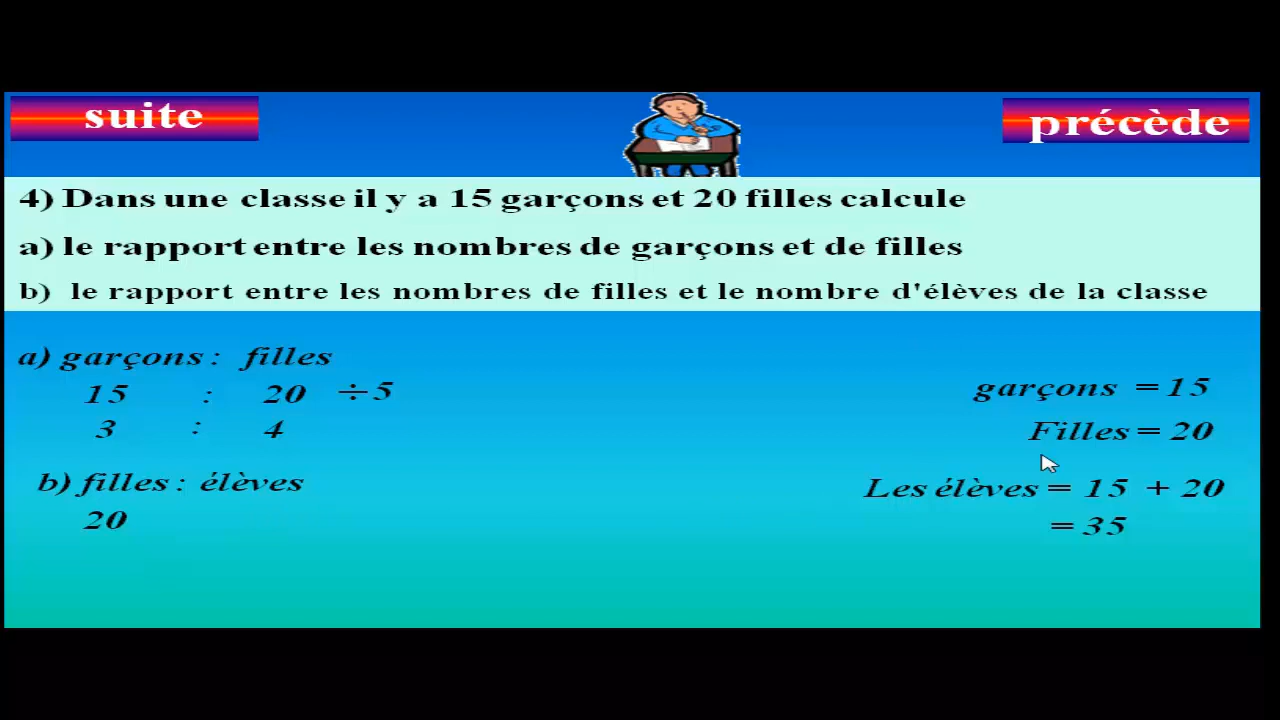 suite
précède
4) Dans une classe il y a 15 garçons et 20 filles calcule
a) le rapport entre les nombres de garçons et de filles
b) le rapport entre les nombres de filles et le nombre d'élèves de la classe
a) garçons : filles
15 : 20 ÷5
3 : 4
b) filles : élèves
20
garçons = 15
Filles = 20
Les élèves = 15 + 20
= 35